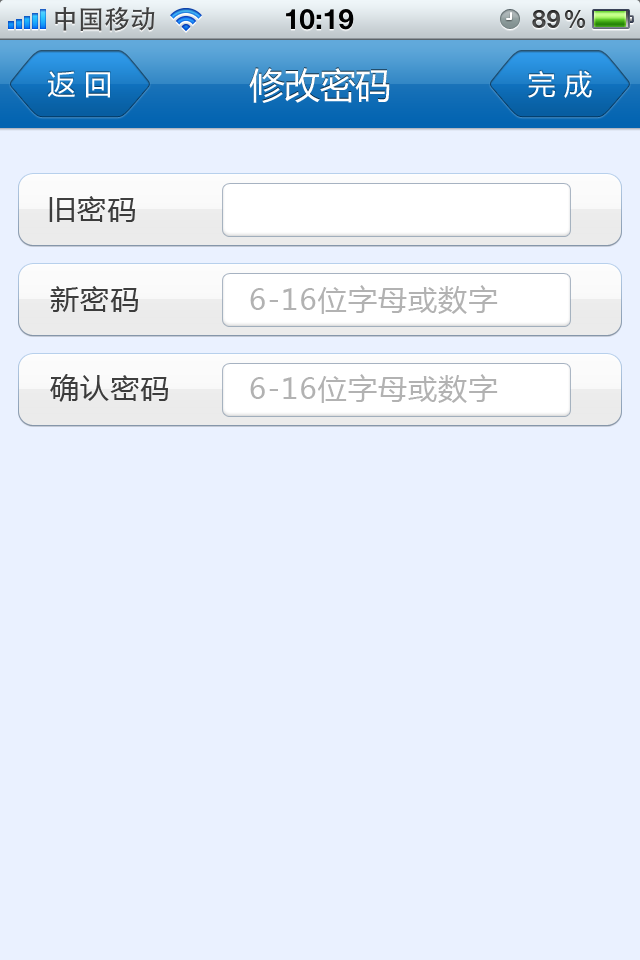 中国移动 10:19 89%
返回 修改密码 完成
旧密码
新密码 6-16位字母或数字
确认密码 6-16位字母或数字